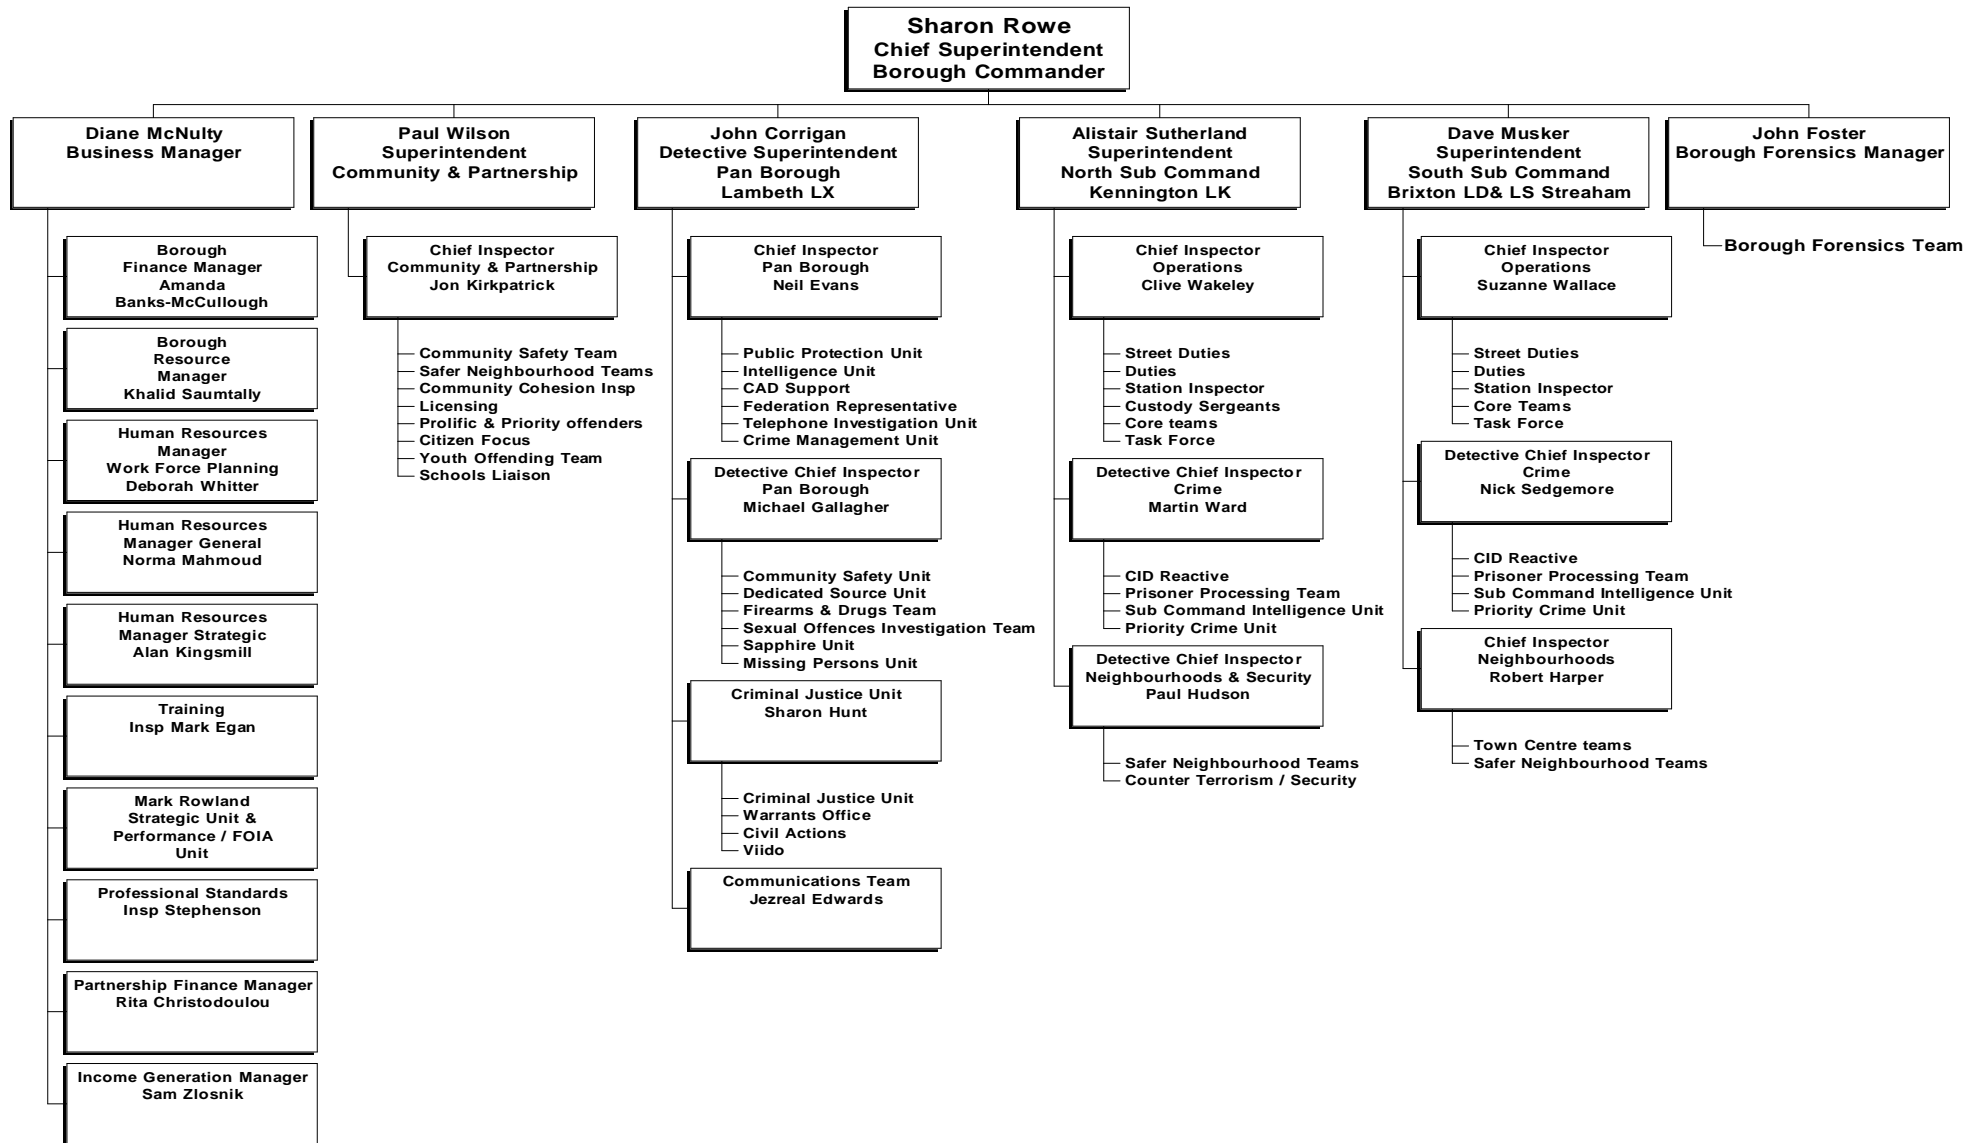 Sharon Rowe
Chief Superintendent
Borough Commander
Diane McNulty
Business Manager
Borough
Finance Manager
Amanda
Banks-McCullough
Borough
Resource
Manager
Khalid Saumtally
Human Resources
Manager
Work Force Planning
Deborah Whitter
Human Resources
Manager General
Norma Mahmoud
Human Resources
Manager Strategic
Alan Kingsmill
Training
Insp Mark Egan
Mark Rowland
Strategic Unit &
Performance / FOIA
Unit
Professional Standards
Insp Stephenson
Partnership Finance Manager
Rita Christodoulou
Income Generation Manager
Sam Zlosnik
Paul Wilson
Superintendent
Community & Partnership
Chief Inspector
Community & Partnership
Jon Kirkpatrick
Community Safety Team
Safer Neighbourhood Teams
Community Cohesion Insp
Licensing
Prolific & Priority offenders
Citizen Focus
Youth Offending Team
Schools Liaison
John Corrigan
Detective Superintendent
Pan Borough
Lambeth LX
Chief Inspector
Pan Borough
Neil Evans
Public Protection Unit
Intelligence Unit
CAD Support
Federation Representative
Telephone Investigation Unit
Crime Management Unit
Detective Chief Inspector
Pan Borough
Michael Gallagher
Community Safety Unit
Dedicated Source Unit
Firearms & Drugs Team
Sexual Offences Investigation Team
Sapphire Unit
Missing Persons Unit
Criminal Justice Unit
Sharon Hunt
Criminal Justice Unit
Warrants Office
Civil Actions
Viido
Communications Team
Jezreal Edwards
Alistair Sutherland
Superintendent
North Sub Command
Kennington LK
Chief Inspector
Operations
Clive Wakeley
Street Duties
Duties
Station Inspector
Custody Sergeants
Core teams
Task Force
Detective Chief Inspector
Crime
Martin Ward
CID Reactive
Prisoner Processing Team
Sub Command Intelligence Unit
Priority Crime Unit
Detective Chief Inspector
Neighbourhoods & Security
Paul Hudson
Safer Neighbourhood Teams
Counter Terrorism / Security
Dave Musker
Superintendent
South Sub Command
Brixton LD& LS Streaham
Chief Inspector
Operations
Suzanne Wallace
Street Duties
Duties
Station Inspector
Core Teams
Task Force
Detective Chief Inspector
Crime
Nick Sedgemore
CID Reactive
Prisoner Processing Team
Sub Command Intelligence Unit
Priority Crime Unit
Chief Inspector
Neighbourhoods
Robert Harper
Town Centre teams
Safer Neighbourhood Teams
John Foster
Borough Forensics Manager
Borough Forensics Team